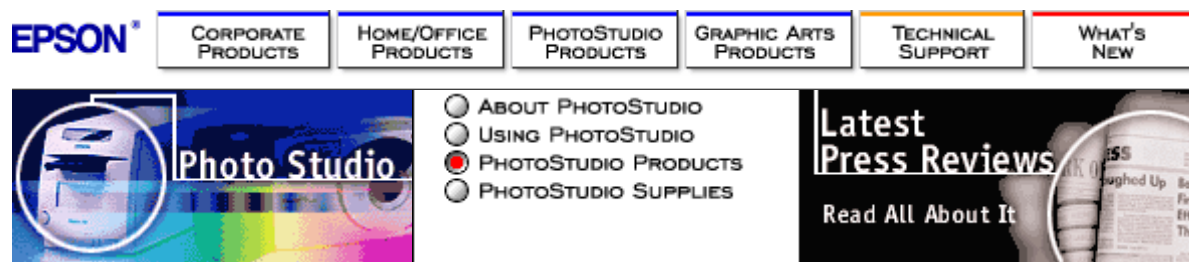 EPSON®
CORPORATE
PRODUCTS
HOME/OFFICE
PRODUCTS
PHOTOSTUDIO
PRODUCTS
GRAPHIC ARTS
PRODUCTS
TECHNICAL
SUPPORT
WHAT'S
NEW
Photo Studio
ABOUT PHOTOSTUDIO
USING PHOTOSTUDIO
PHOTOSTUDIO PRODUCTS
PHOTOSTUDIO SUPPLIES
Latest
Press Reviews
Read All About It